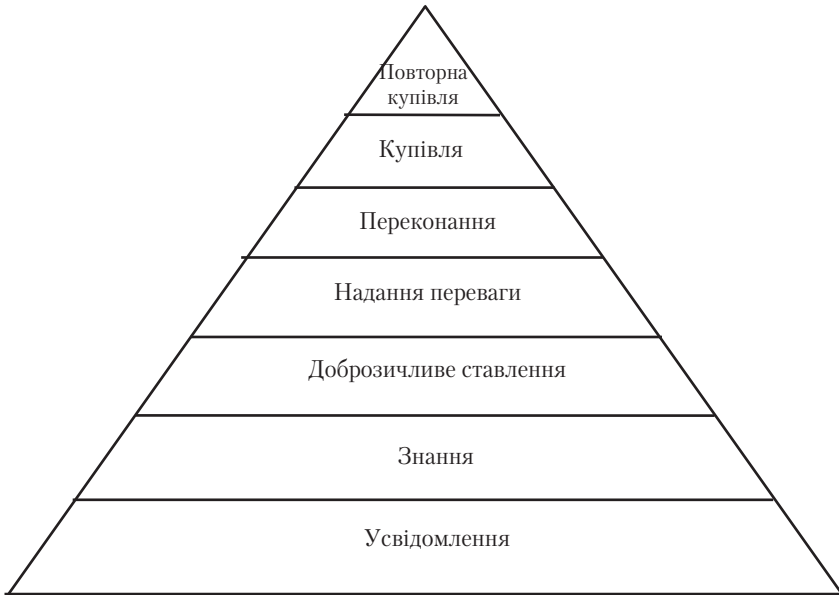 Повторна
купівля
Купівля
Переконання
Надання переваги
Доброзичливе ставлення
Знання
Усвідомлення